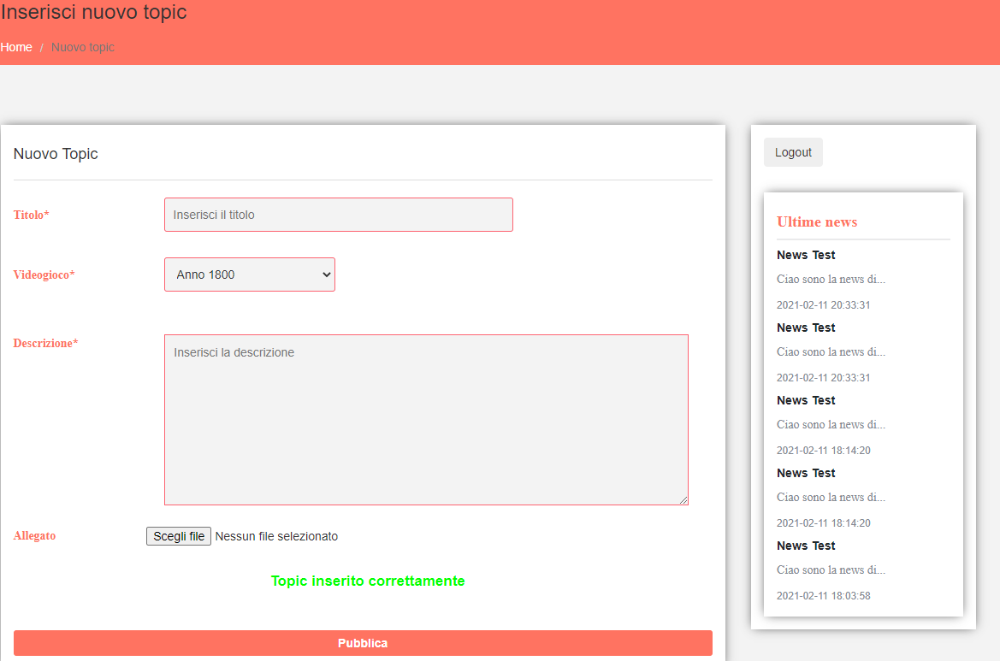 Inserisci nuovo topic
Home / Nuovo topic
Nuovo Topic
Titolo*
Inserisci il titolo
Videogioco*
Anno 1800
Descrizione*
Inserisci la descrizione
Allegato
Scegli file Nessun file selezionato
Topic inserito correttamente
Pubblica
Logout
Ultime news
News Test
Ciao sono la news di...
2021-02-11 20:33:31
News Test
Ciao sono la news di...
2021-02-11 20:33:31
News Test
Ciao sono la news di...
2021-02-11 18:14:20
News Test
Ciao sono la news di...
2021-02-11 18:14:20
News Test
Ciao sono la news di...
2021-02-11 18:03:58